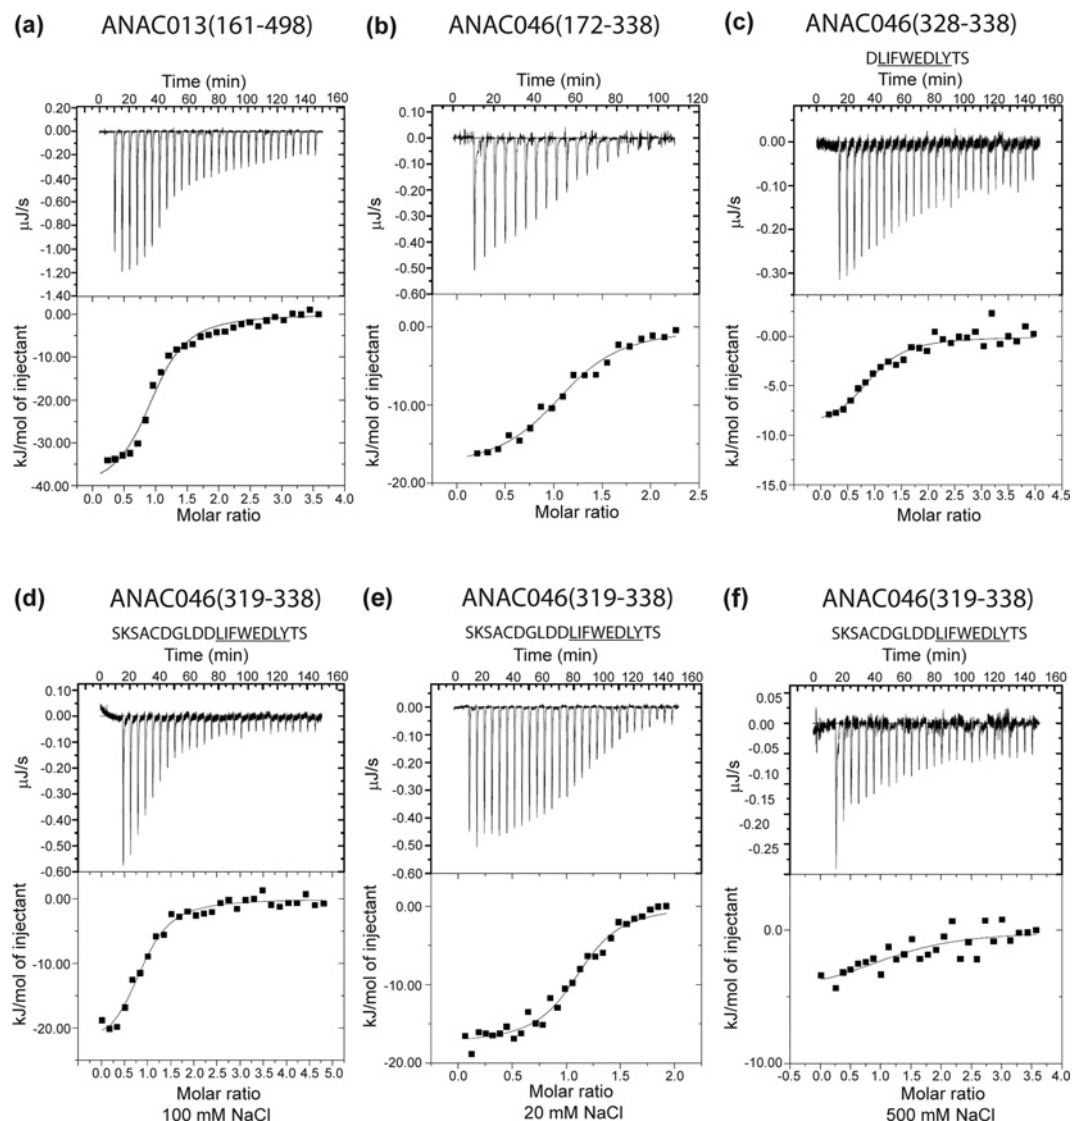 (a) ANAC013(161-498)
Time (min)
0 20 40 60 80 100 120 140 160
0.20
0.00
-0.20
-0.40
-0.60
-0.80
-1.00
-1.20
-1.40
µJ/s
0.00
-10.00
-20.00
-30.00
-40.00
kJ/mol of injectant
0.0 0.5 1.0 1.5 2.0 2.5 3.0 3.5 4.0
Molar ratio
(b) ANAC046(172-338)
Time (min)
0 20 40 60 80 100 120
0.10
0.00
-0.10
-0.20
-0.30
-0.40
-0.50
-0.60
µJ/s
0.00
-10.00
-20.00
kJ/mol of injectant
0.0 0.5 1.0 1.5 2.0 2.5
Molar ratio
(c) ANAC046(328-338)
DLIFWEDLYTS
Time (min)
0 20 40 60 80 100 120 140 160
0.00
-0.10
-0.20
-0.30
µJ/s
-0.00
-5.0
-10.0
-15.0
kJ/mol of injectant
0.0 0.5 1.0 1.5 2.0 2.5 3.0 3.5 4.0 4.5
Molar ratio
(d) ANAC046(319-338)
SKSACDGLDDLIFWEDLYTS
Time (min)
0 20 40 60 80 100 120 140 160
0.10
0.00
-0.10
-0.20
-0.30
-0.40
-0.50
-0.60
µJ/s
0.00
-10.00
-20.00
kJ/mol of injectant
0.0 0.5 1.0 1.5 2.0 2.5 3.0 3.5 4.0 4.5 5.0
Molar ratio
100 mM NaCl
(e) ANAC046(319-338)
SKSACDGLDDLIFWEDLYTS
Time (min)
0 20 40 60 80 100 120 140 160
0.10
0.00
-0.10
-0.20
-0.30
-0.40
-0.50
-0.60
µJ/s
0.00
-10.00
-20.00
kJ/mol of injectant
0.0 0.5 1.0 1.5 2.0
Molar ratio
20 mM NaCl
(f) ANAC046(319-338)
SKSACDGLDDLIFWEDLYTS
Time (min)
0 20 40 60 80 100 120 140 160
0.05
0.00
-0.05
-0.10
-0.15
-0.20
-0.25
µJ/s
0.0
-10.00
kJ/mol of injectant
-0.5 0.0 0.5 1.0 1.5 2.0 2.5 3.0 3.5 4.0
Molar ratio
500 mM NaCl